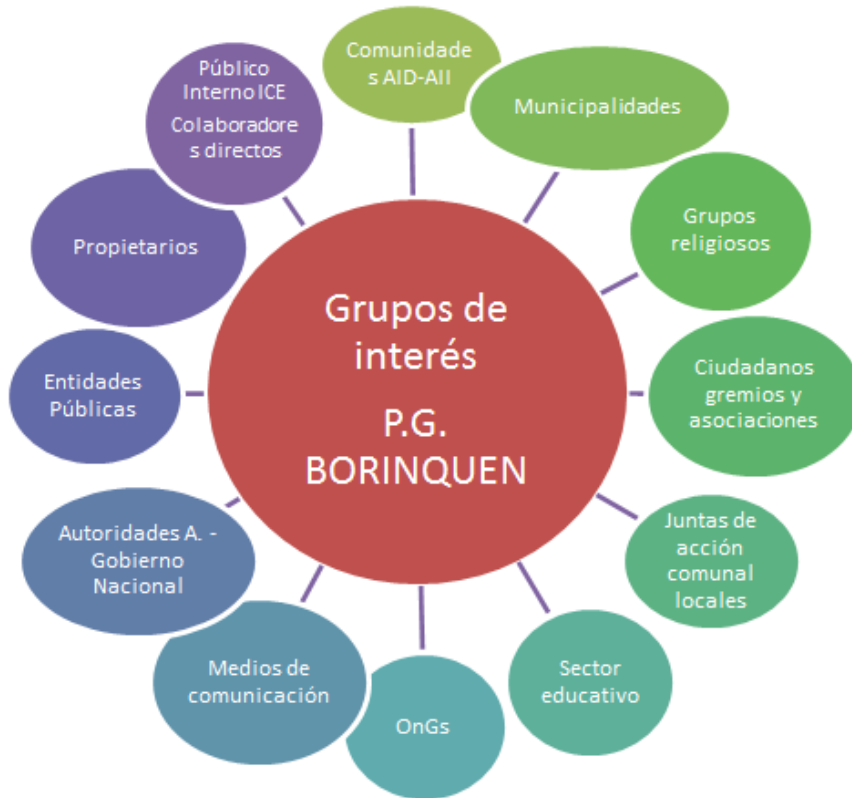 Grupos de
interés
P.G.
BORINQUEN
Comunidade
s AID-AII
Municipalidades
Grupos
religiosos
Ciudadanos
gremios y
asociaciones
Juntas de
acción
comunal
locales
Sector
educativo
OnGs
Medios de
comunicación
Autoridades A. -
Gobierno
Nacional
Entidades
Públicas
Propietarios
Público
Interno ICE
Colaboradore
s directos